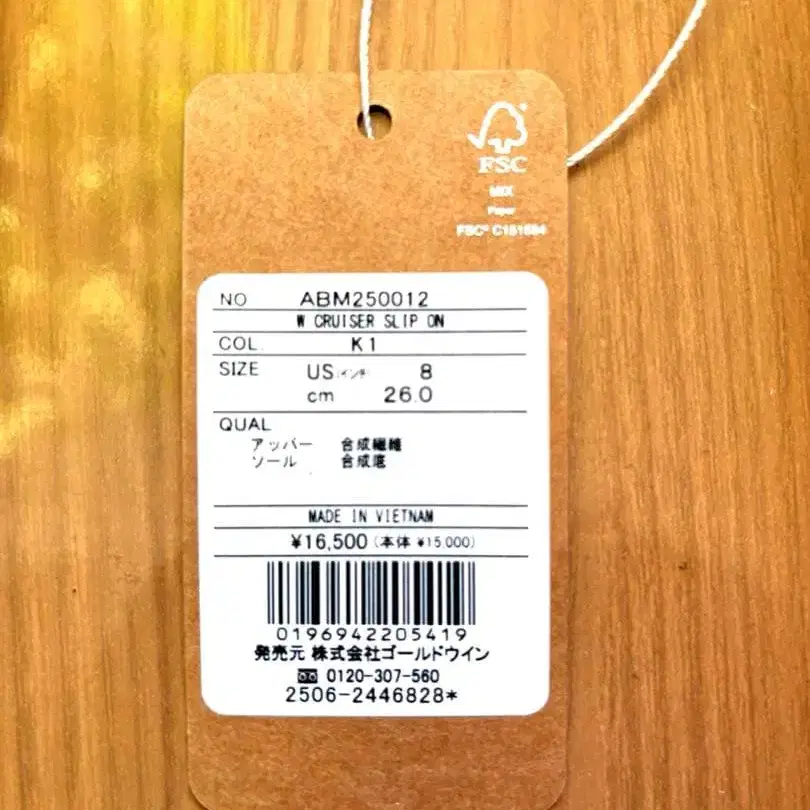 FSC
MIX
Paper
FSC® C151584
NO ABM250012
W CRUISER SLIP ON
COL. K1
SIZE US(インチ) 8
cm 26.0
QUAL
アッパー 合成繊維
ソール 合成底
MADE IN VIETNAM
¥16,500 (本体 ¥15,000)
0196942205419
発売元 株式会社ゴールドウイン
0120-307-560
2506-2446828*